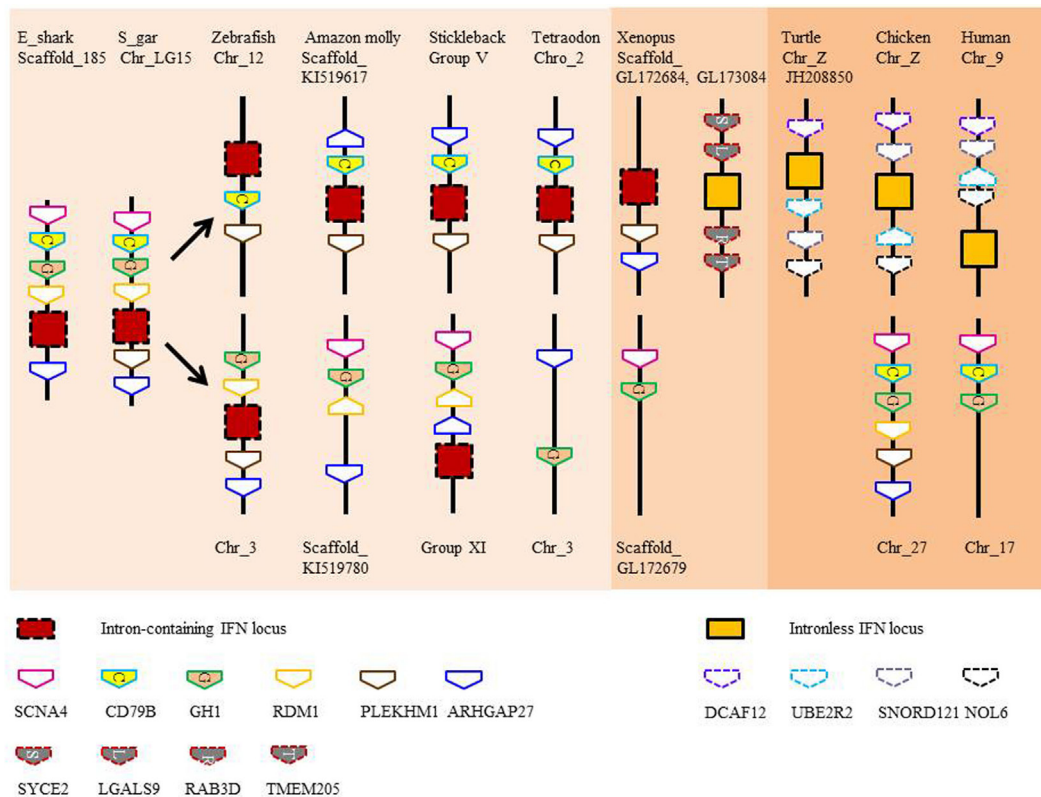 E_shark S_gar Zebrafish Amazon molly Stickleback Tetraodon Xenopus Turtle Chicken Human
Scaffold_185 Chr_LG15 Chr_12 Scaffold_ Group V Chro_2 Scaffold_ Chr_Z Chr_Z Chr_9
KI519617 GL172684, GL173084 JH208850
C C C S
C C C L
G G
R
T
G C
G G G C
G G G
G
Chr_3 Scaffold_ Group XI Chr_3 Scaffold_ Chr_27 Chr_17
KI519780 GL172679
Intron-containing IFN locus Intronless IFN locus
C G
SCNA4 CD79B GH1 RDM1 PLEKHM1 ARHGAP27 DCAF12 UBE2R2 SNORD121 NOL6
S L R T
SYCE2 LGALS9 RAB3D TMEM205